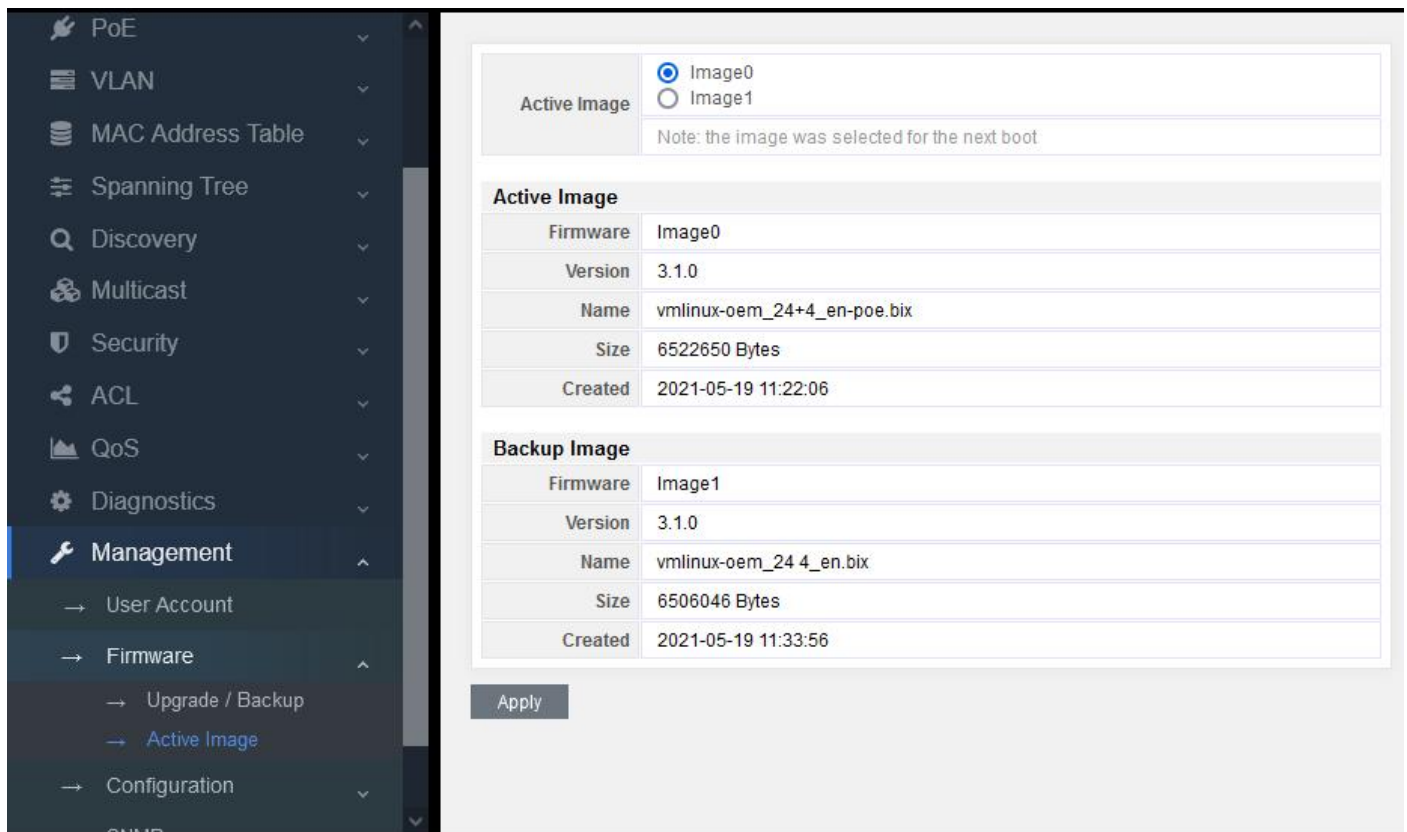 PoE
VLAN
MAC Address Table
Spanning Tree
Discovery
Multicast
Security
ACL
QoS
Diagnostics
Management
→ User Account
→ Firmware
→ Upgrade / Backup
→ Active Image
→ Configuration
SNMP
Active Image
Image0
Image1
Note: the image was selected for the next boot
Active Image
Firmware Image0
Version 3.1.0
Name vmlinux-oem_24+4_en-poe.bix
Size 6522650 Bytes
Created 2021-05-19 11:22:06
Backup Image
Firmware Image1
Version 3.1.0
Name vmlinux-oem_24 4_en.bix
Size 6506046 Bytes
Created 2021-05-19 11:33:56
Apply